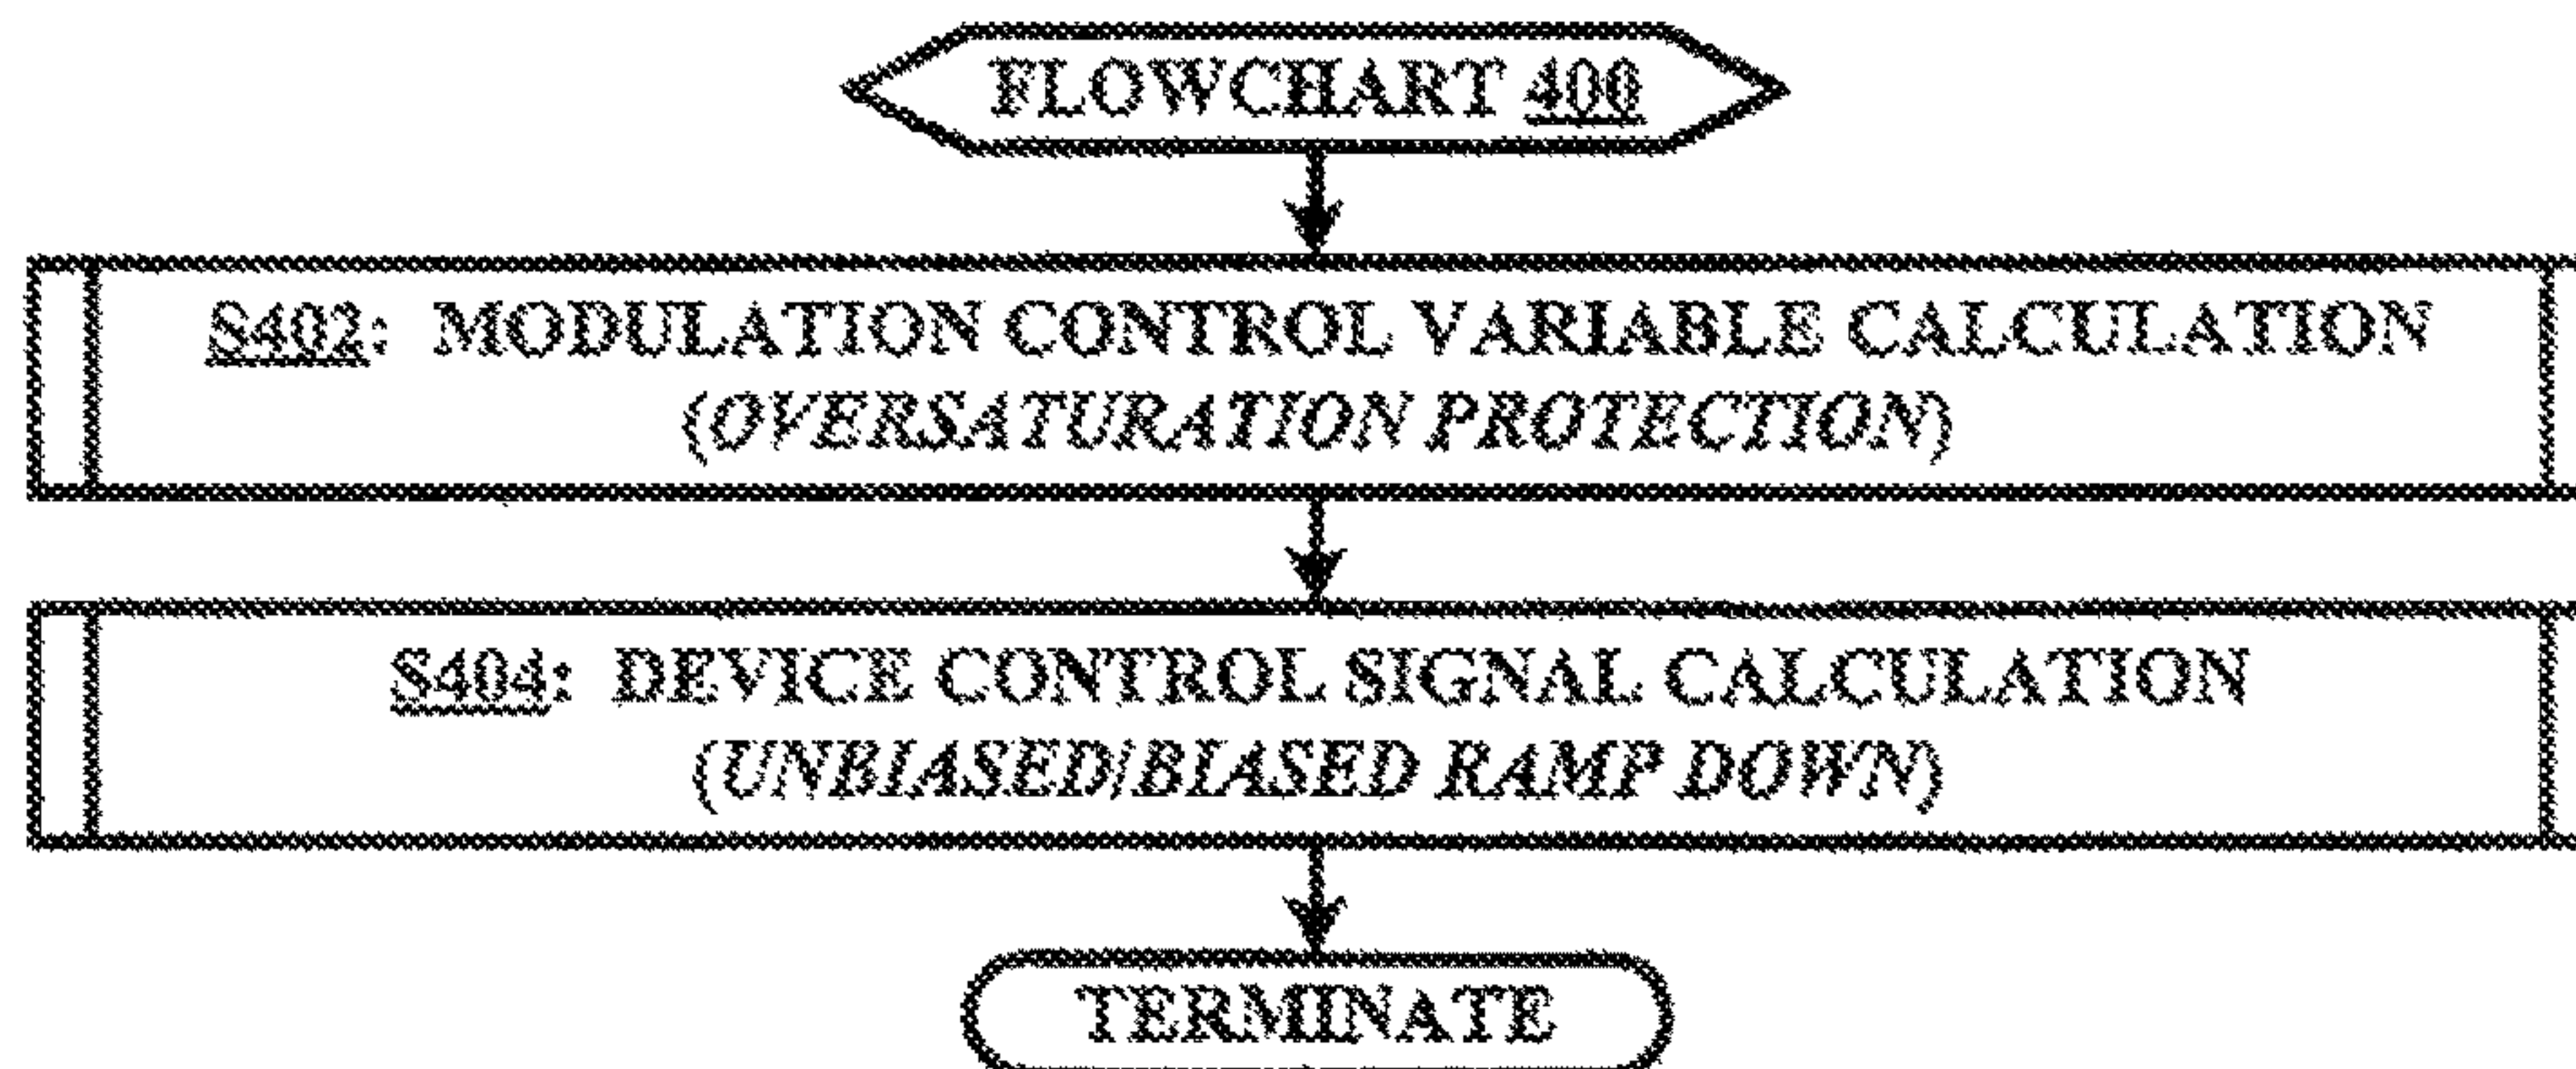 FLOWCHART 400
S402: MODULATION CONTROL VARIABLE CALCULATION
(OVERSATURATION PROTECTION)
S404: DEVICE CONTROL SIGNAL CALCULATION
(UNBIASED/BIASED RAMP DOWN)
TERMINATE